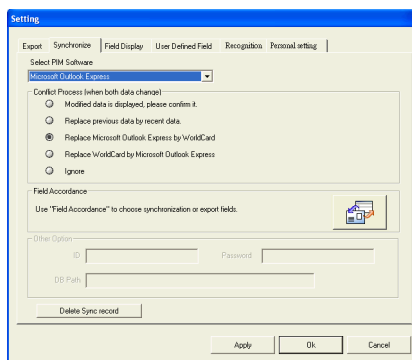 Setting
Export Synchronize Field Display User Defined Field Recognition Personal setting
Select PIM Software
Microsoft Outlook Express
Conflict Process (when both data change)
Modified data is displayed, please confirm it.
Replace previous data by recent data.
Replace Microsoft Outlook Express by WorldCard
Replace WorldCard by Microsoft Outlook Express
Ignore
Field Accordance
Use "Field Accordance" to choose synchronization or export fields.
Other Option
ID Password
DB Path
Delete Sync record
Apply Ok Cancel